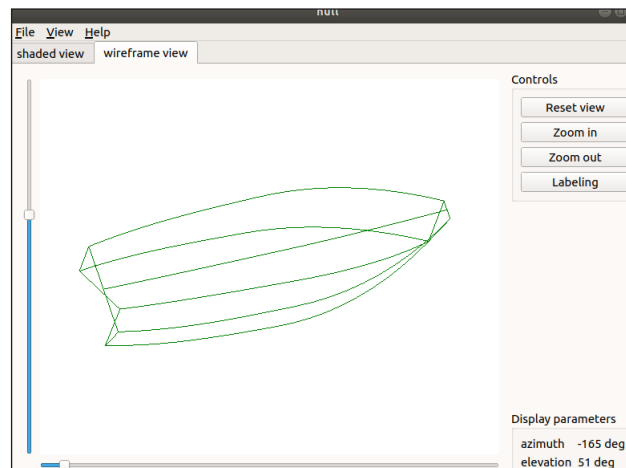 null
File View Help
shaded view wireframe view
Controls
Reset view
Zoom in
Zoom out
Labeling
Display parameters
azimuth -165 deg
elevation 51 deg